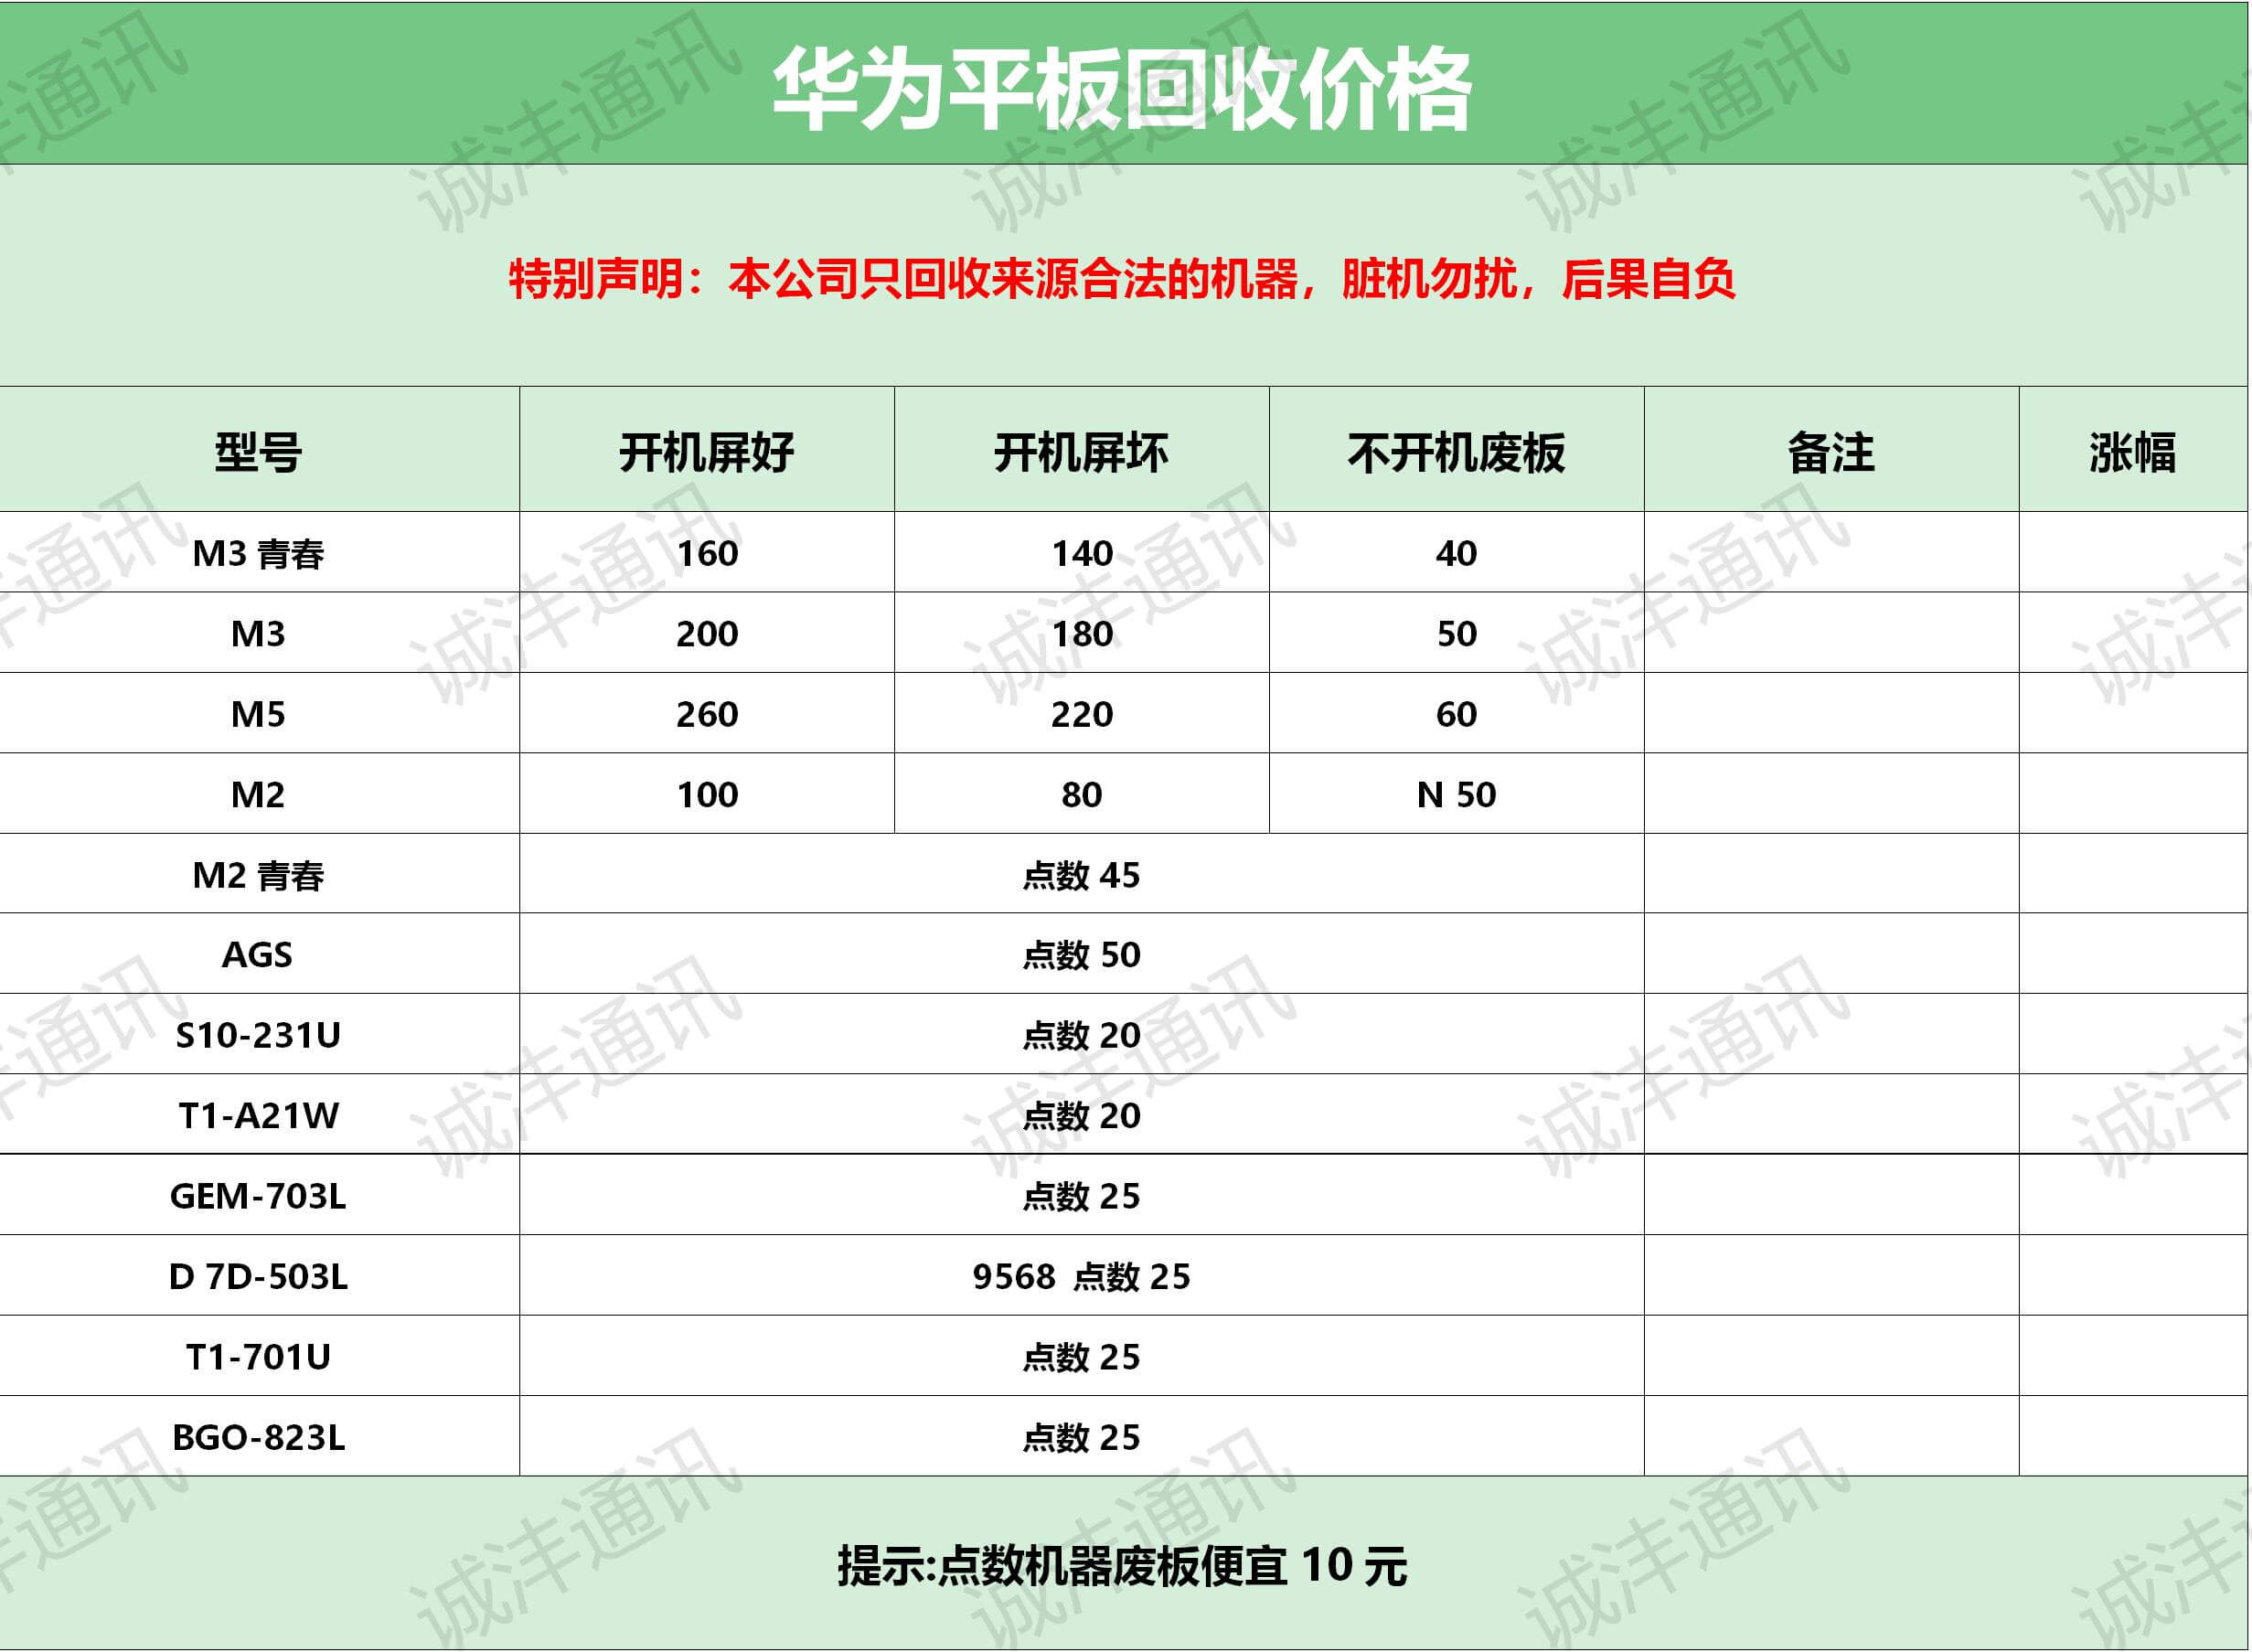 华为平板回收价格
特别声明：本公司只回收来源合法的机器，脏机勿扰，后果自负
型号 开机屏好 开机屏坏 不开机废板 备注 涨幅
M3 青春 160 140 40
M3 200 180 50
M5 260 220 60
M2 100 80 N 50
M2 青春 点数 45
AGS 点数 50
S10-231U 点数 20
T1-A21W 点数 20
GEM-703L 点数 25
D 7D-503L 9568 点数 25
T1-701U 点数 25
BGO-823L 点数 25
提示:点数机器废板便宜 10 元
诚沣通讯